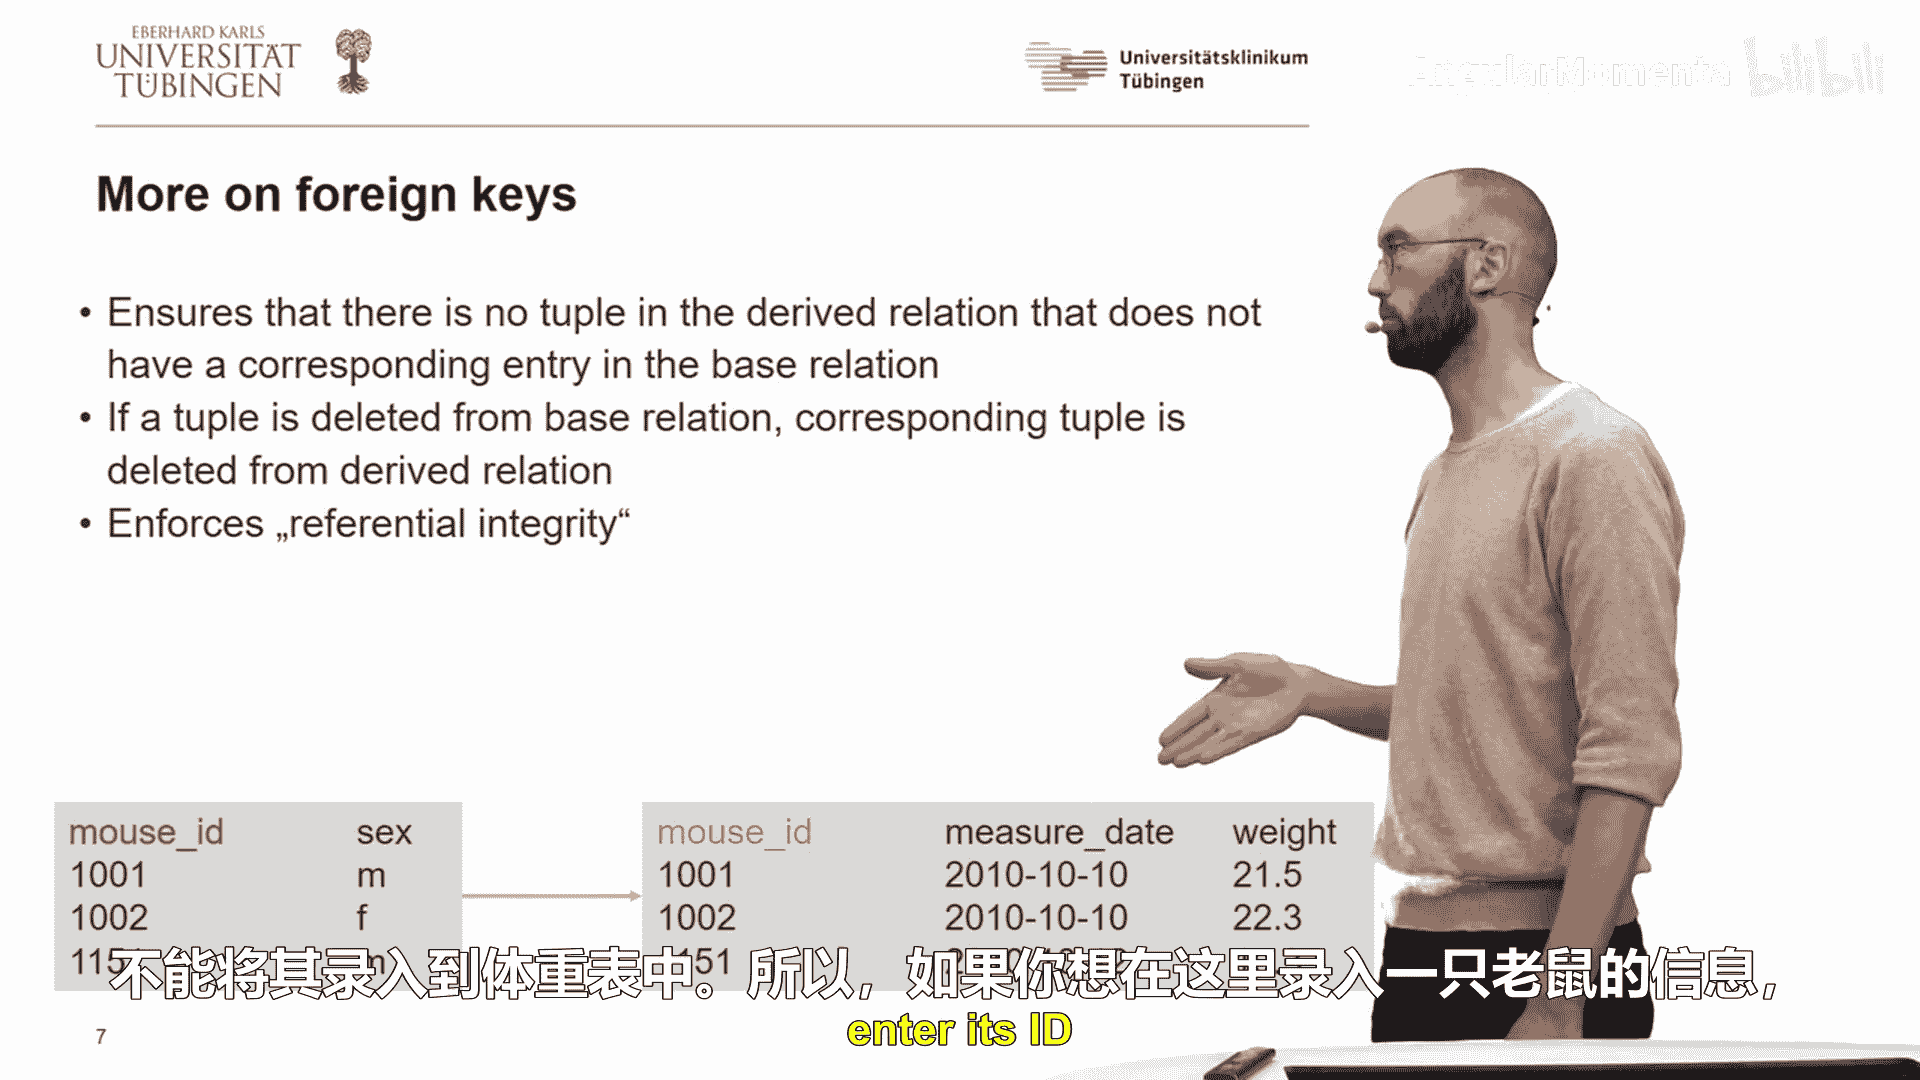 EBERHARD KARLS
UNIVERSITÄT
TÜBINGEN
Universitätsklinikum
Tübingen
AngularMomenta bilibili
More on foreign keys
• Ensures that there is no tuple in the derived relation that does not
have a corresponding entry in the base relation
• If a tuple is deleted from base relation, corresponding tuple is
deleted from derived relation
• Enforces „referential integrity“
mouse_id sex
1001 m
1002 f
m
mouse_id measure_date weight
1001 2010-10-10 21.5
1002 2010-10-10 22.3
不能将其录入到体重表中。所以，如果你想在这里录入一只老鼠的信息，
enter its ID
7